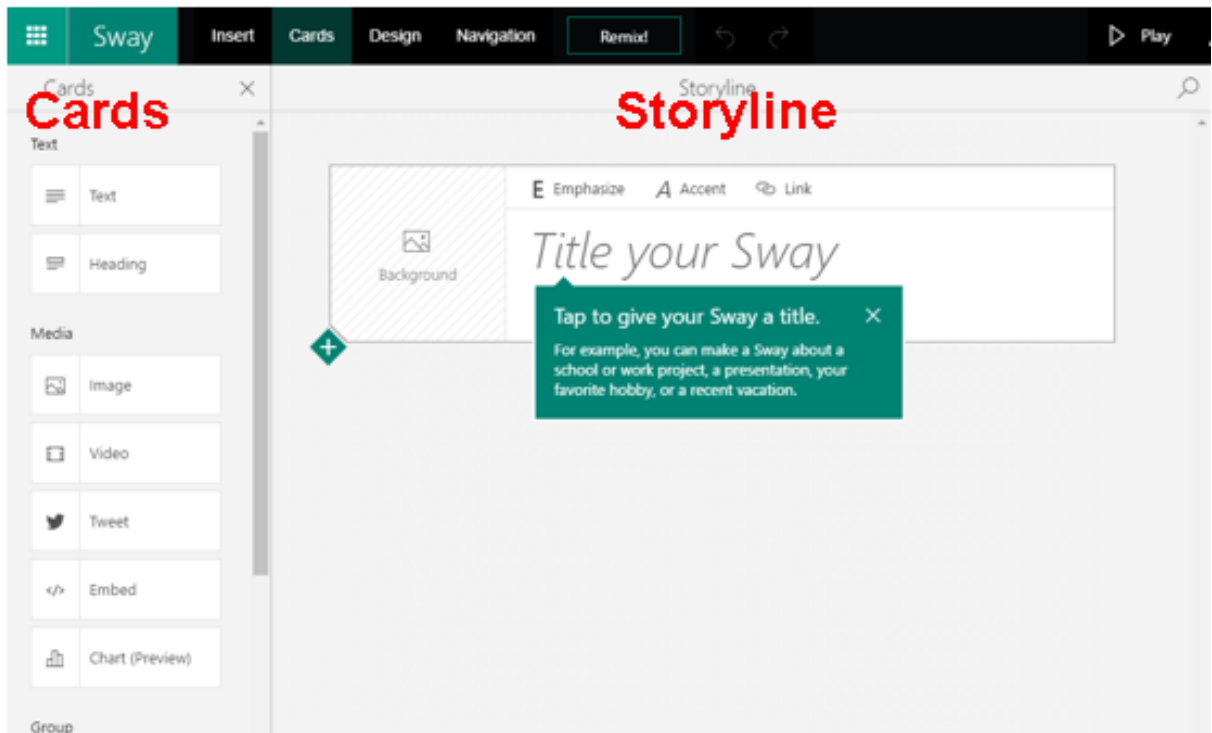 Sway Insert Cards Design Navigation Remix! Play
Cards
Storyline
Cards
Storyline
Text
Text
Heading
Media
Image
Video
Tweet
Embed
Chart (Preview)
Group
E Emphasize A Accent Link
Background
Title your Sway
Tap to give your Sway a title.
For example, you can make a Sway about a
school or work project, a presentation, your
favorite hobby, or a recent vacation.